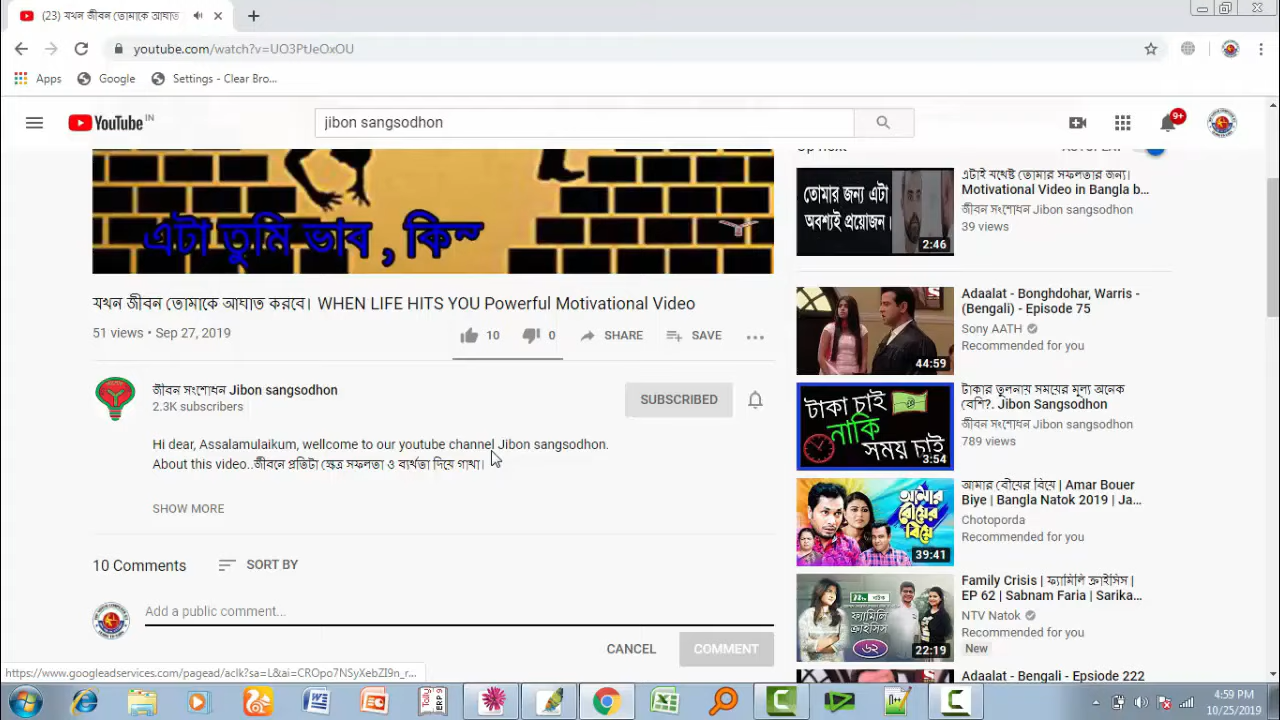 (23) যখন জীবন তোমাকে আঘাত
youtube.com/watch?v=UO3PtJeOxOU
Apps
Google
Settings - Clear Bro...
YouTube IN
jibon sangsodhon
9+
Up next
AUTOPLAY
এটা তুমি ভাব , কিন্তু
যখন জীবন তোমাকে আঘাত করবে। WHEN LIFE HITS YOU Powerful Motivational Video
51 views • Sep 27, 2019
10
0
SHARE
SAVE
জীবন সংশোধন Jibon sangsodhon
2.3K subscribers
SUBSCRIBED
Hi dear, Assalamulaikum, wellcome to our youtube channel Jibon sangsodhon.
About this video..জীবনে প্রতিটা ক্ষেত্র সফলতা ও ব্যর্থতা দিয়ে গাথা।
SHOW MORE
10 Comments
SORT BY
Add a public comment...
CANCEL
COMMENT
https://www.googleadservices.com/pagead/aclk?sa=L&ai=CROpo7NSyXebZI9n_r...
তোমার জন্য এটা
অবশ্যই প্রয়োজন।
2:46
এটাই যথেষ্ট তোমার সফলতার জন্য।
Motivational Video in Bangla b...
জীবন সংশোধন Jibon sangsodhon
39 views
44:59
Adaalat - Bonghdohar, Warris -
(Bengali) - Episode 75
Sony AATH
Recommended for you
টাকা চাই
নাকি
সময় চাই
3:54
টাকার তুলনায় সময়ের মূল্য অনেক
বেশি?. Jibon Sangsodhon
জীবন সংশোধন Jibon sangsodhon
789 views
আমার
বৌয়ের
বিয়ে
39:41
আমার বৌয়ের বিয়ে | Amar Bouer
Biye | Bangla Natok 2019 | Ja...
Chotoporda
Recommended for you
ফ্যামিলি
ক্রাইসিস
৬২
22:19
Family Crisis | ফ্যামিলি ক্রাইসিস |
EP 62 | Sabnam Faria | Sarika...
NTV Natok
Recommended for you
New
Adaalat - Bengali - Epsiode 222
4:59 PM
10/25/2019